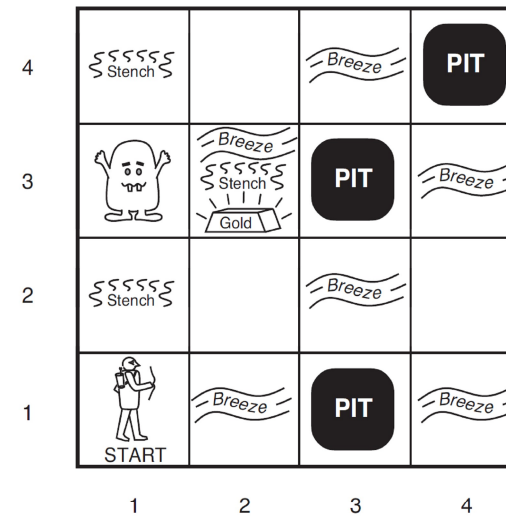 4
Stench
Breeze
PIT
3
Breeze
Stench
Gold
PIT
Breeze
2
Stench
Breeze
1
START
Breeze
PIT
Breeze
1 2 3 4